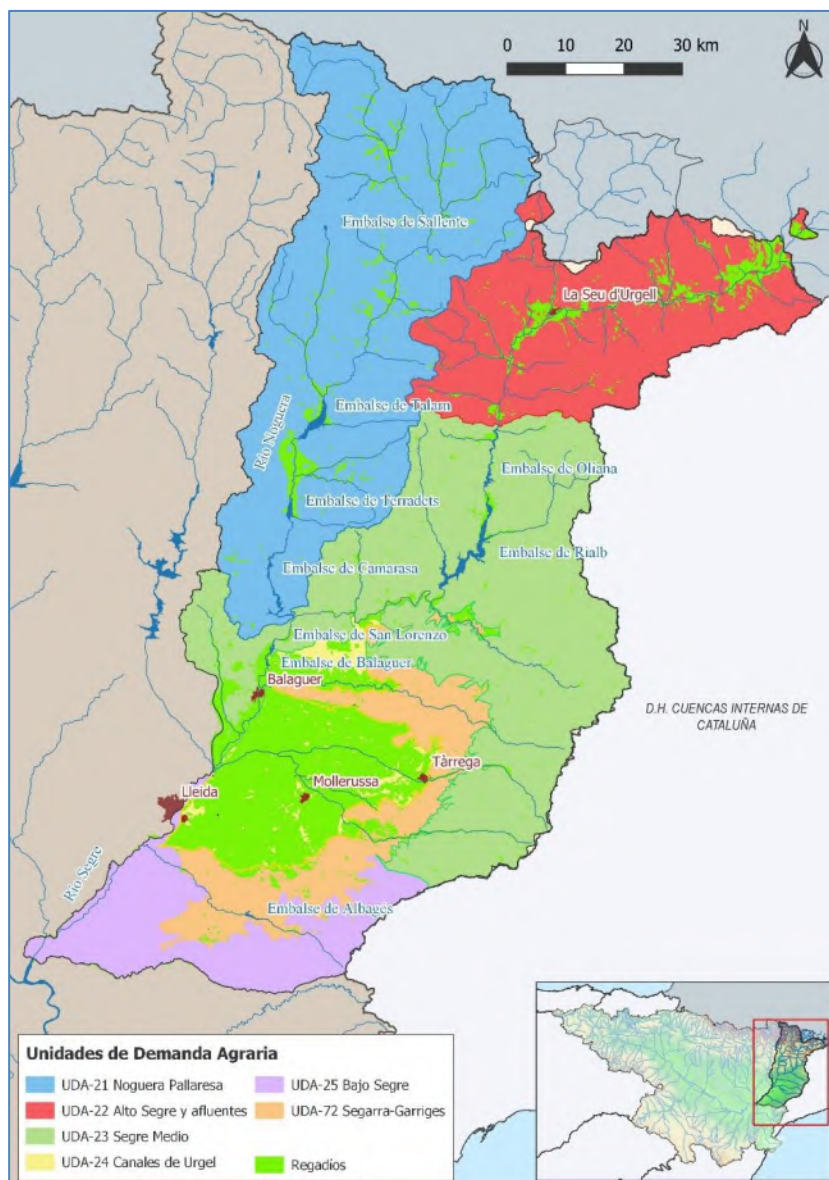 N
0 10 20 30 km
Embalse de Sallente
La Seu d'Urgell
Embalse de Talarn
Río Noguera
Embalse de Oliana
Embalse de Terradets
Embalse de Rialb
Embalse de Camarasa
Embalse de San Lorenzo
Embalse de Balaguer
Balaguer
D.H. CUENCAS INTERNAS DE
CATALUÑA
Tàrrega
Mollerussa
Lleida
Río Segre
Embalse de Albagés
Unidades de Demanda Agraria
UDA-21 Noguera Pallaresa
UDA-22 Alto Segre y afluentes
UDA-23 Segre Medio
UDA-24 Canales de Urgel
UDA-25 Bajo Segre
UDA-72 Segarra-Garriges
Regadíos